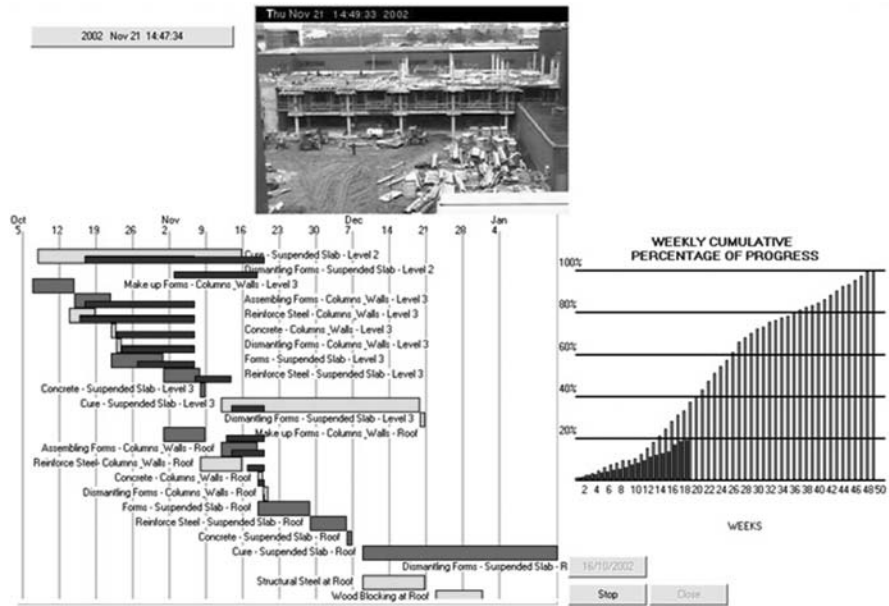 Thu Nov 21 14:49:33 2002
2002 Nov 21 14:47:34
Oct Nov Dec Jan
5 12 19 26 2 9 16 23 30 7 14 21 28 4
Cure - Suspended Slab - Level 2
Dismantling Forms - Suspended Slab - Level 2
Make up Forms - Columns_Walls - Level 3
Assembling Forms - Columns_Walls - Level 3
Reinforce Steel - Columns_Walls - Level 3
Concrete - Columns_Walls - Level 3
Dismantling Forms - Columns_Walls - Level 3
Forms - Suspended Slab - Level 3
Reinforce Steel - Suspended Slab - Level 3
Concrete - Suspended Slab - Level 3
Cure - Suspended Slab - Level 3
Dismantling Forms - Suspended Slab - Level 3
Make up Forms - Columns_Walls - Roof
Assembling Forms - Columns_Walls - Roof
Reinforce Steel- Columns_Walls - Roof
Concrete - Columns_Walls - Roof
Dismantling Forms - Columns_Walls - Roof
Forms - Suspended Slab - Roof
Reinforce Steel - Suspended Slab - Roof
Concrete - Suspended Slab - Roof
Cure - Suspended Slab - Roof
Dismantling Forms - Suspended Slab - R
Structural Steel at Roof
Wood Blocking at Roof
WEEKLY CUMULATIVE
PERCENTAGE OF PROGRESS
100%
80%
60%
40%
20%
2 4 6 8 10 12 14 16 18 20 22 24 26 28 30 32 34 36 38 40 42 44 46 48 50
WEEKS
16/10/2002
Stop Close